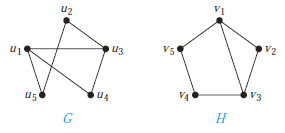 u₂
u₁
u₃
u₅
u₄
G
v₁
v₅
v₂
v₄
v₃
H